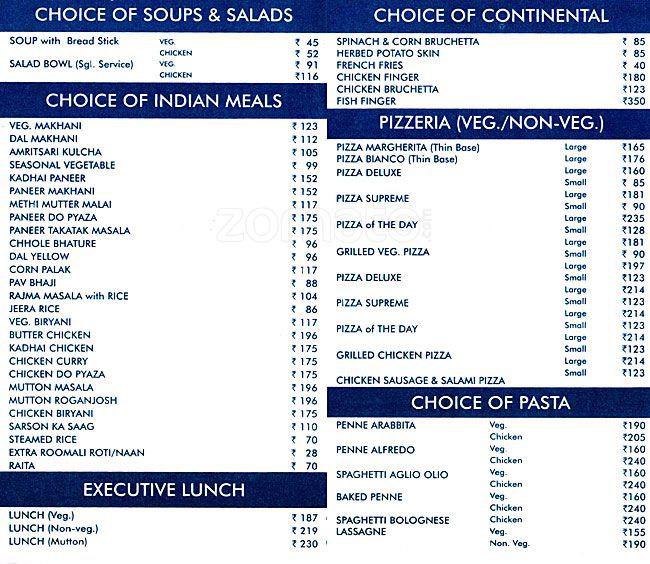 CHOICE OF SOUPS & SALADS
SOUP with Bread Stick VEG. ₹ 45
CHICKEN ₹ 52
SALAD BOWL (Sgl. Service) VEG. ₹ 91
CHICKEN ₹116
CHOICE OF INDIAN MEALS
VEG. MAKHANI ₹ 123
DAL MAKHANI ₹ 112
AMRITSARI KULCHA ₹ 105
SEASONAL VEGETABLE ₹ 99
KADHAI PANEER ₹ 152
PANEER MAKHANI ₹ 152
METHI MUTTER MALAI ₹ 117
PANEER DO PYAZA ₹ 175
PANEER TAKATAK MASALA ₹ 175
CHHOLE BHATURE ₹ 96
DAL YELLOW ₹ 96
CORN PALAK ₹ 117
PAV BHAJI ₹ 88
RAJMA MASALA with RICE ₹ 104
JEERA RICE ₹ 86
VEG. BIRYANI ₹ 117
BUTTER CHICKEN ₹ 196
KADHAI CHICKEN ₹ 175
CHICKEN CURRY ₹ 175
CHICKEN DO PYAZA ₹ 175
MUTTON MASALA ₹ 196
MUTTON ROGANJOSH ₹ 196
CHICKEN BIRYANI ₹ 175
SARSON KA SAAG ₹ 110
STEAMED RICE ₹ 70
EXTRA ROOMALI ROTI/NAAN ₹ 28
RAITA ₹ 70
EXECUTIVE LUNCH
LUNCH (Veg.) ₹ 187
LUNCH (Non-veg.) ₹ 219
LUNCH (Mutton) ₹ 230
CHOICE OF CONTINENTAL
SPINACH & CORN BRUCHETTA ₹ 85
HERBED POTATO SKIN ₹ 85
FRENCH FRIES ₹ 40
CHICKEN FINGER ₹180
CHICKEN BRUCHETTA ₹123
FISH FINGER ₹350
PIZZERIA (VEG./NON-VEG.)
PIZZA MARGHERITA (Thin Base) Large ₹165
PIZZA BIANCO (Thin Base) Large ₹176
PIZZA DELUXE Large ₹160
Small ₹ 85
Large ₹181
PIZZA SUPREME Small ₹ 90
Large ₹235
PIZZA of THE DAY Small ₹128
Large ₹181
GRILLED VEG. PIZZA Small ₹ 90
Large ₹197
PIZZA DELUXE Small ₹123
Large ₹214
PIZZA SUPREME Small ₹123
Large ₹214
PIZZA of THE DAY Small ₹123
Large ₹214
GRILLED CHICKEN PIZZA Small ₹123
Large ₹214
Small ₹123
CHICKEN SAUSAGE & SALAMI PIZZA
CHOICE OF PASTA
PENNE ARABBITA Veg. ₹190
Chicken ₹205
PENNE ALFREDO Veg. ₹160
Chicken ₹240
SPAGHETTI AGLIO OLIO Veg. ₹160
Chicken ₹240
BAKED PENNE Veg. ₹160
Chicken ₹240
SPAGHETTI BOLOGNESE Chicken ₹240
LASSAGNE Veg. ₹155
Non. Veg. ₹190
zomato.com